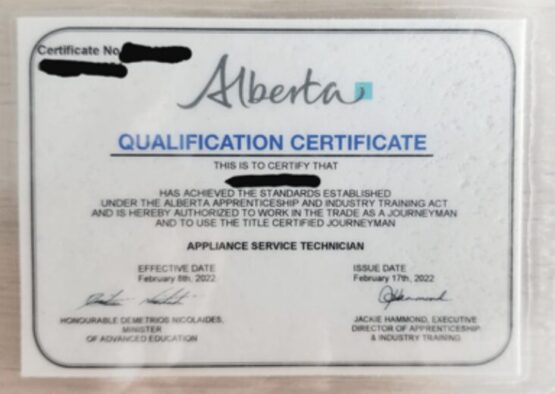 Certificate No
Alberta
QUALIFICATION CERTIFICATE
THIS IS TO CERTIFY THAT
HAS ACHIEVED THE STANDARDS ESTABLISHED
UNDER THE ALBERTA APPRENTICESHIP AND INDUSTRY TRAINING ACT
AND IS HEREBY AUTHORIZED TO WORK IN THE TRADE AS A JOURNEYMAN
AND TO USE THE TITLE CERTIFIED JOURNEYMAN
APPLIANCE SERVICE TECHNICIAN
EFFECTIVE DATE
February 8th, 2022
ISSUE DATE
February 17th, 2022
HONOURABLE DEMETRIOS NICOLAIDES,
MINISTER
OF ADVANCED EDUCATION
JHammond
JACKIE HAMMOND, EXECUTIVE
DIRECTOR OF APPRENTICESHIP
& INDUSTRY TRAINING